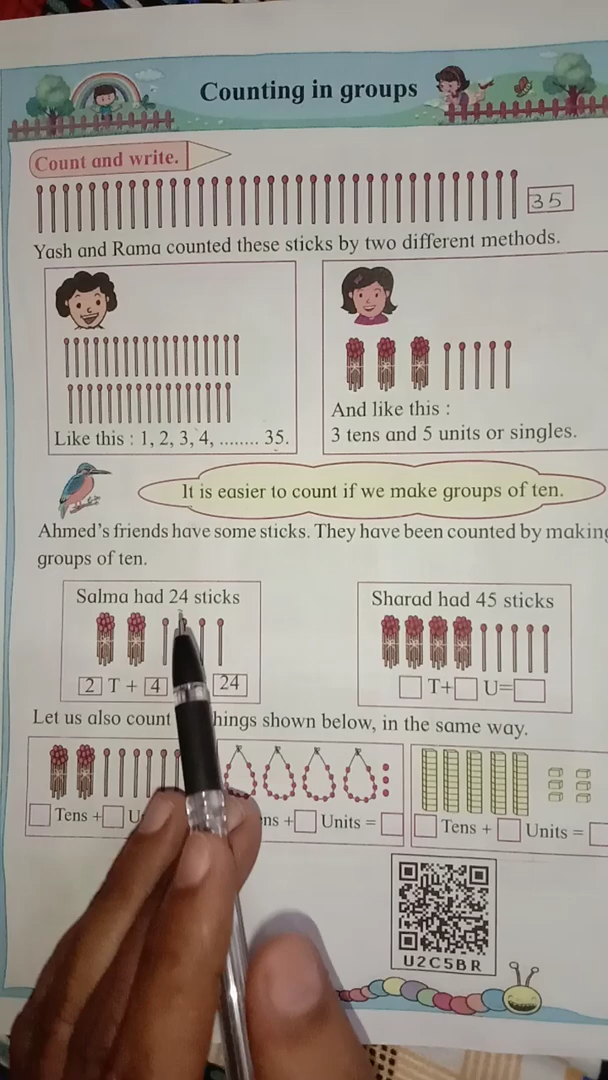 Counting in groups
Count and write.
35
Yash and Rama counted these sticks by two different methods.
Like this : 1, 2, 3, 4, ........ 35.
And like this :
3 tens and 5 units or singles.
It is easier to count if we make groups of ten.
Ahmed's friends have some sticks. They have been counted by making
groups of ten.
Salma had 24 sticks
2 T + 4
24
Sharad had 45 sticks
T+ U=
Let us also count things shown below, in the same way.
Tens +
+ Units =
Tens + Units =
U2C5BR